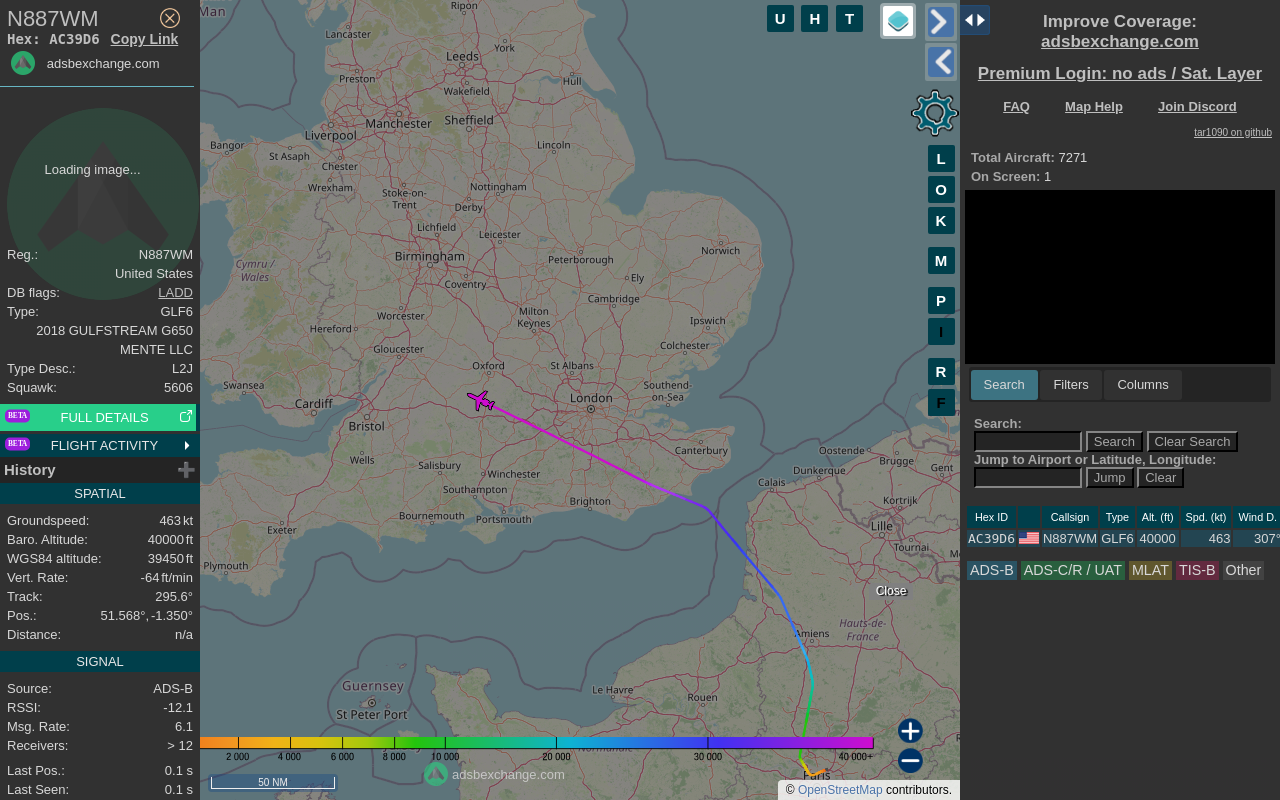 N887WM
Hex: AC39D6 Copy Link
adsbexchange.com
Loading image...
Reg.: N887WM
United States
DB flags: LADD
Type: GLF6
2018 GULFSTREAM G650
MENTE LLC
Type Desc.: L2J
Squawk: 5606
BETA FULL DETAILS
BETA FLIGHT ACTIVITY
History
SPATIAL
Groundspeed: 463 kt
Baro. Altitude: 40000 ft
WGS84 altitude: 39450 ft
Vert. Rate: -64 ft/min
Track: 295.6°
Pos.: 51.568°, -1.350°
Distance: n/a
SIGNAL
Source: ADS-B
RSSI: -12.1
Msg. Rate: 6.1
Receivers: > 12
Last Pos.: 0.1 s
Last Seen: 0.1 s
Man
Ripon
Lancaster
York
Leeds
Preston
Hull
Wakefield
Manchester
Sheffield
Liverpool
Bangor
St Asaph
Chester
Lincoln
Wrexham
Stoke-on-
Trent
Nottingham
Derby
Lichfield
Leicester
Norwich
Birmingham
Peterborough
Cymru /
Wales
Coventry
Ely
Cambridge
Worcester
Milton
Keynes
Ipswich
Hereford
Colchester
Gloucester
Oxford
St Albans
Swansea
Southend-
on-Sea
London
Cardiff
Bristol
Canterbury
Oostende
Wells
Salisbury
Winchester
Brugge
Gent
Dunkerque
Calais
Southampton
Brighton
Kortrijk
Bournemouth
Portsmouth
Exeter
Lille
Tournai
Mo
Plymouth
Amiens
Hauts-de-
France
Guernsey
St Peter Port
Le Havre
Rouen
Normandie
Paris
Close
2 000
4 000
6 000
8 000
10 000
20 000
30 000
40 000+
50 NM
adsbexchange.com
© OpenStreetMap contributors.
U H T
L
O
K
M
P
I
R
F
Improve Coverage:
adsbexchange.com
Premium Login: no ads / Sat. Layer
FAQ Map Help Join Discord
tar1090 on github
Total Aircraft: 7271
On Screen: 1
Search Filters Columns
Search:
Search Clear Search
Jump to Airport or Latitude, Longitude:
Jump Clear
Hex ID Callsign Type Alt. (ft) Spd. (kt) Wind D.
AC39D6 N887WM GLF6 40000 463 307°
ADS-B ADS-C/R / UAT MLAT TIS-B Other